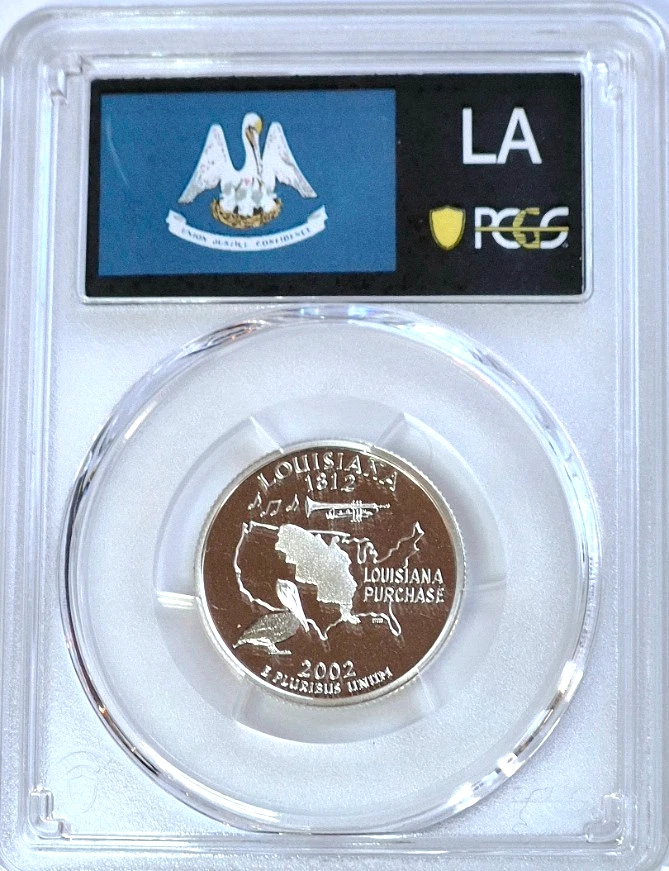 LA
PCGS
UNION JUSTICE CONFIDENCE
LOUISIANA
1812
LOUISIANA
PURCHASE
2002
E PLURIBUS UNUM